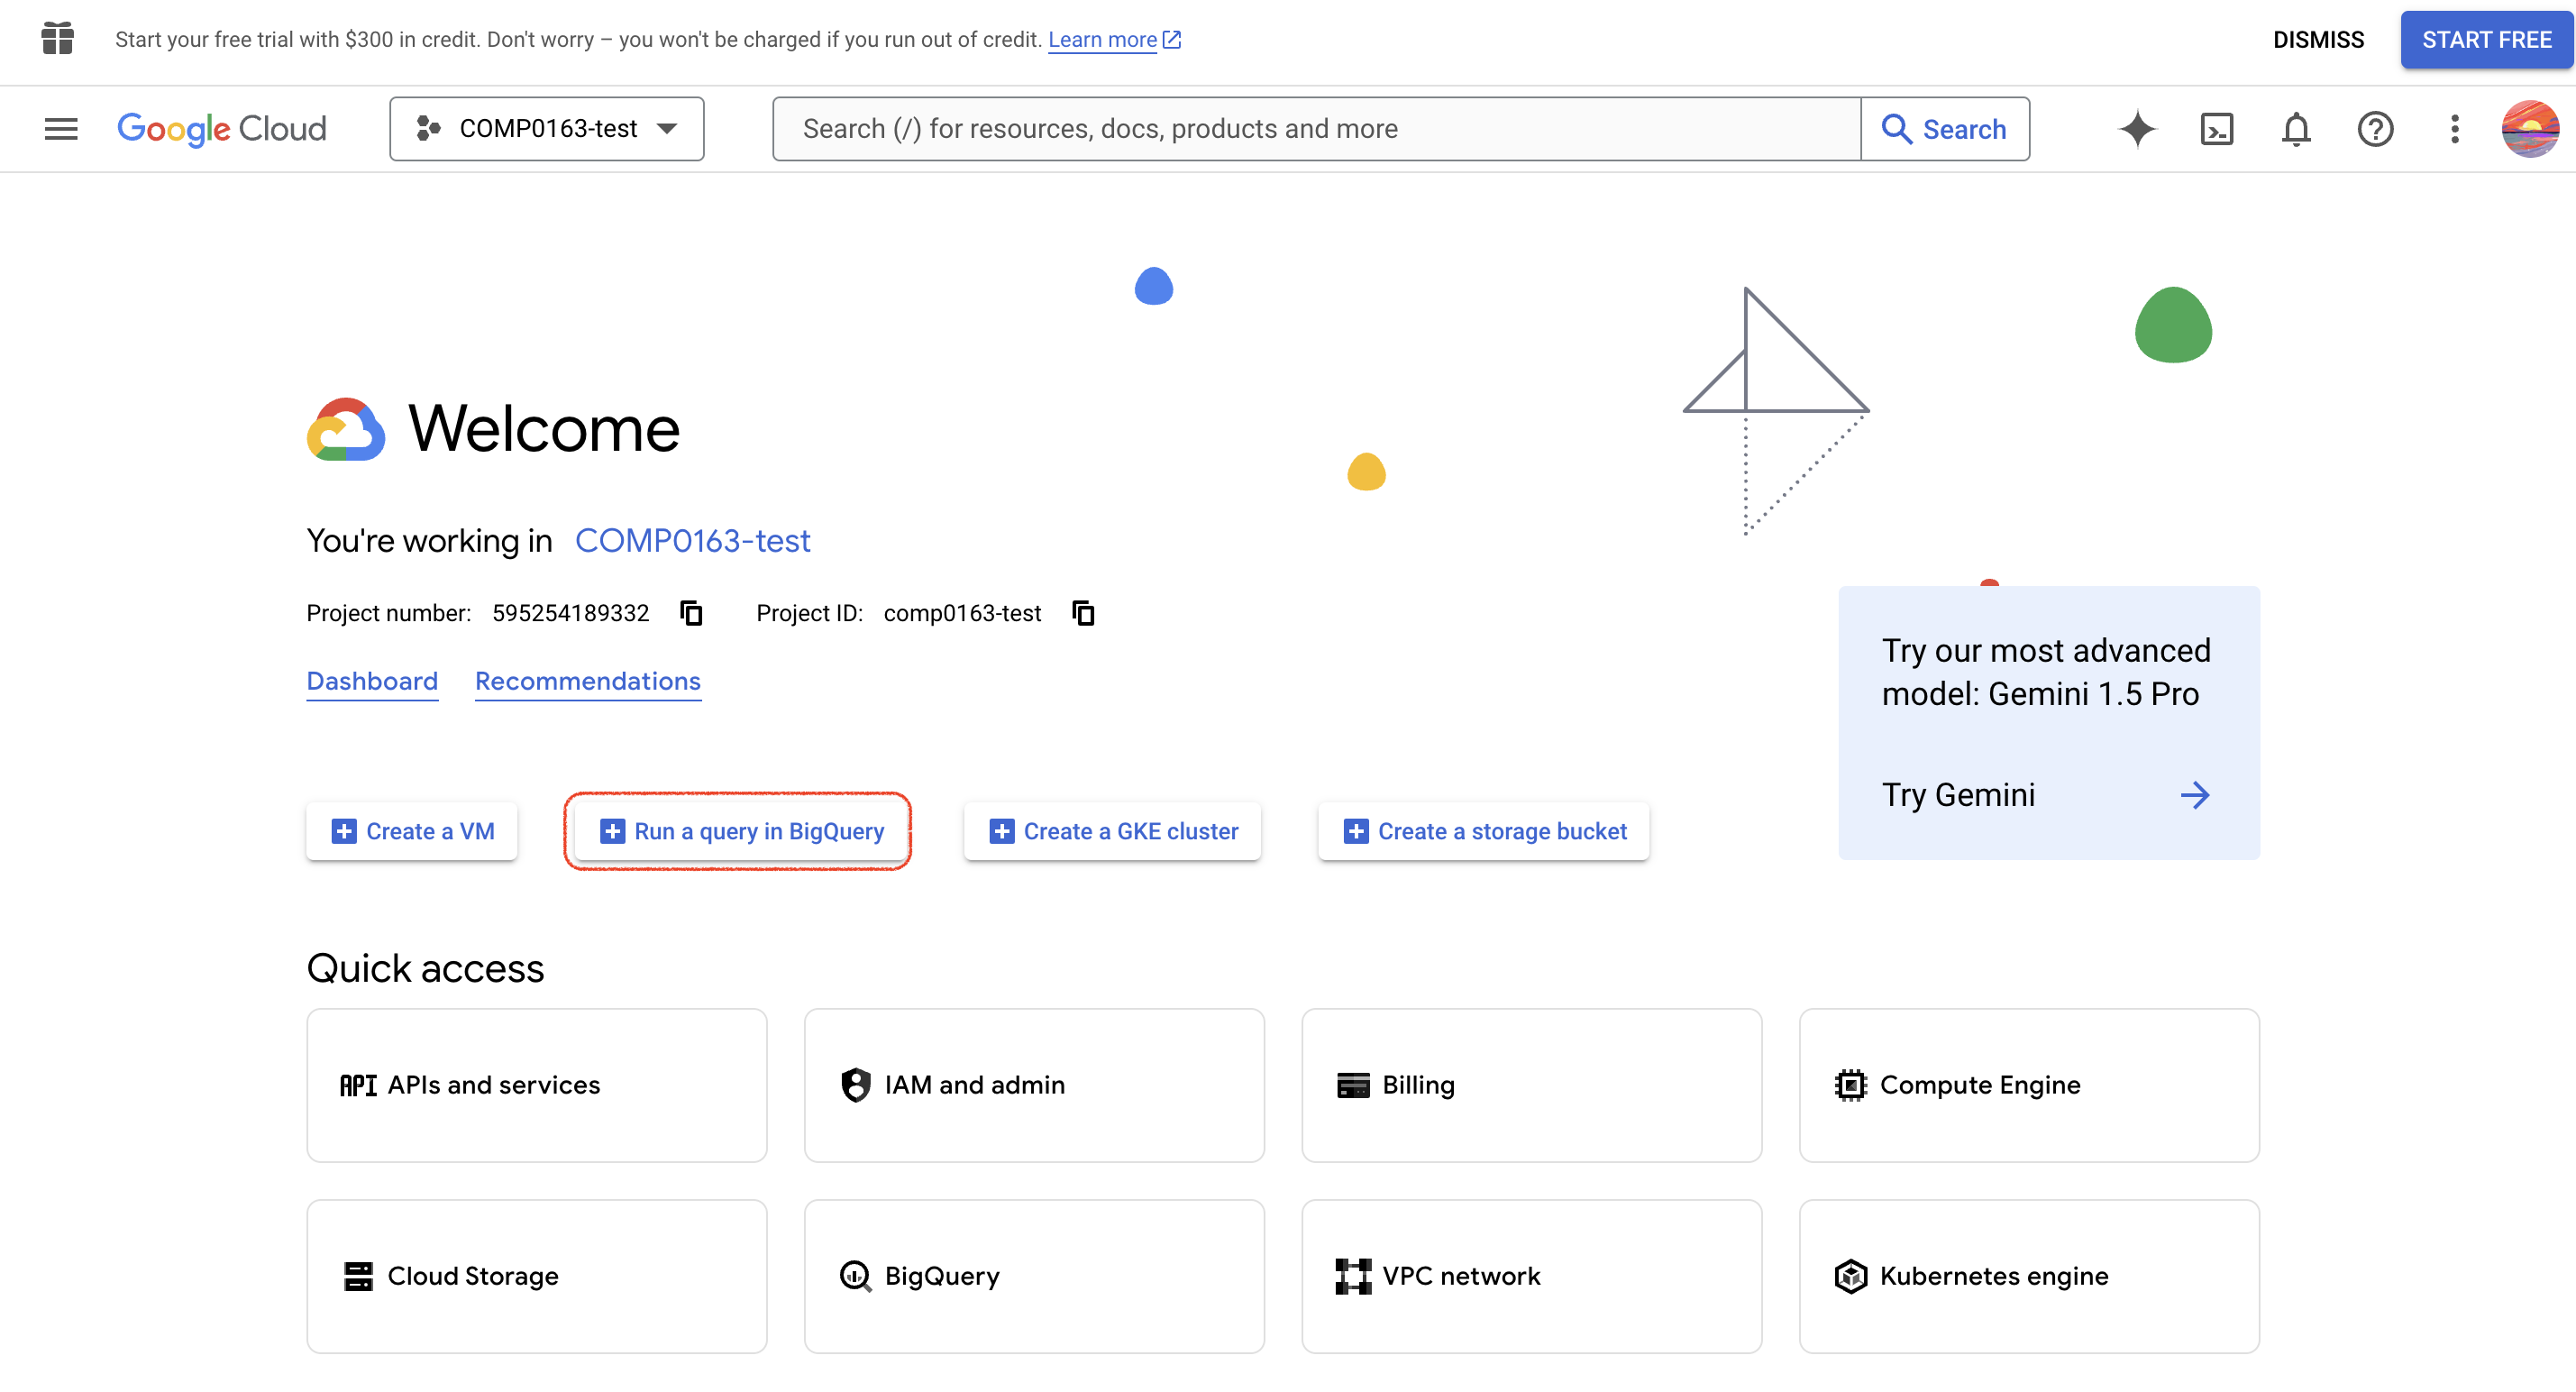 Start your free trial with $300 in credit. Don't worry – you won't be charged if you run out of credit. Learn more
DISMISS
START FREE
Google Cloud
COMP0163-test
Search (/) for resources, docs, products and more
Search
Welcome
You're working in COMP0163-test
Project number: 595254189332 Project ID: comp0163-test
Dashboard Recommendations
Try our most advanced
model: Gemini 1.5 Pro
Try Gemini
Create a VM
Run a query in BigQuery
Create a GKE cluster
Create a storage bucket
Quick access
API APIs and services
IAM and admin
Billing
Compute Engine
Cloud Storage
BigQuery
VPC network
Kubernetes engine